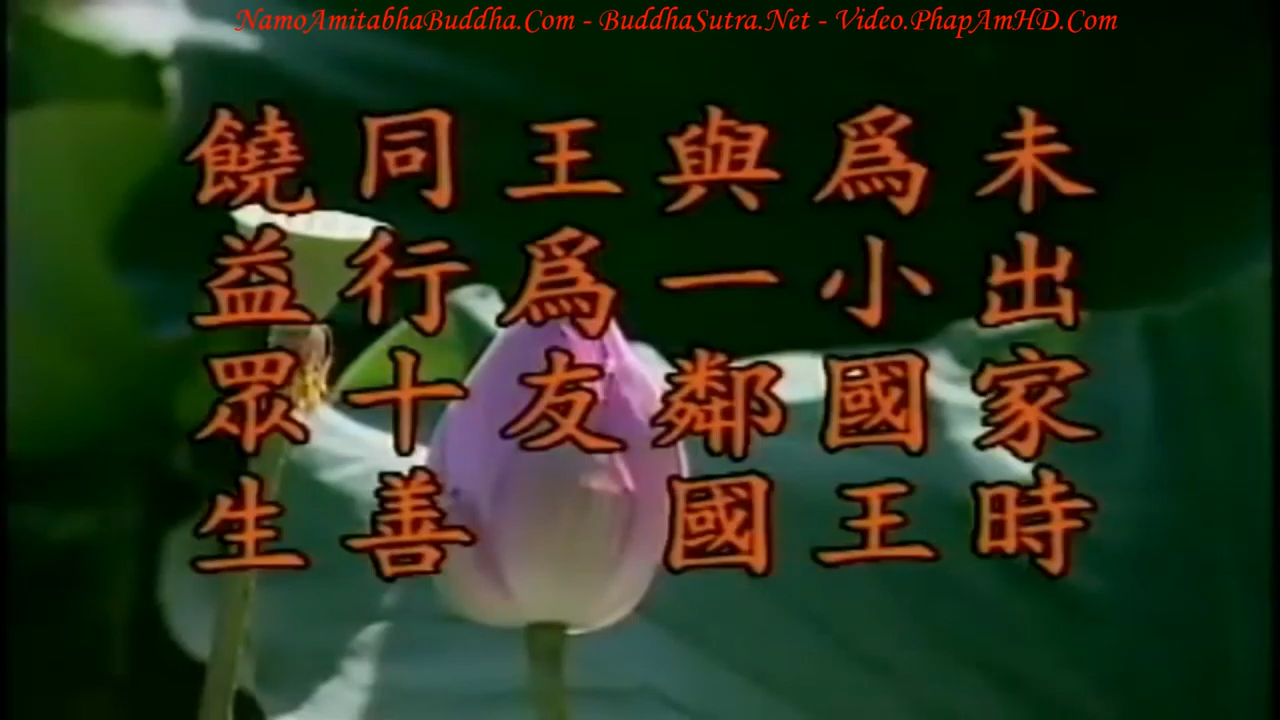 NamoAmitabhaBuddha.Com - BuddhaSutra.Net - Video.PhapAmHD.Com
未出家時
爲小國王
與一鄰國
王爲友
同行十善
饒益眾生